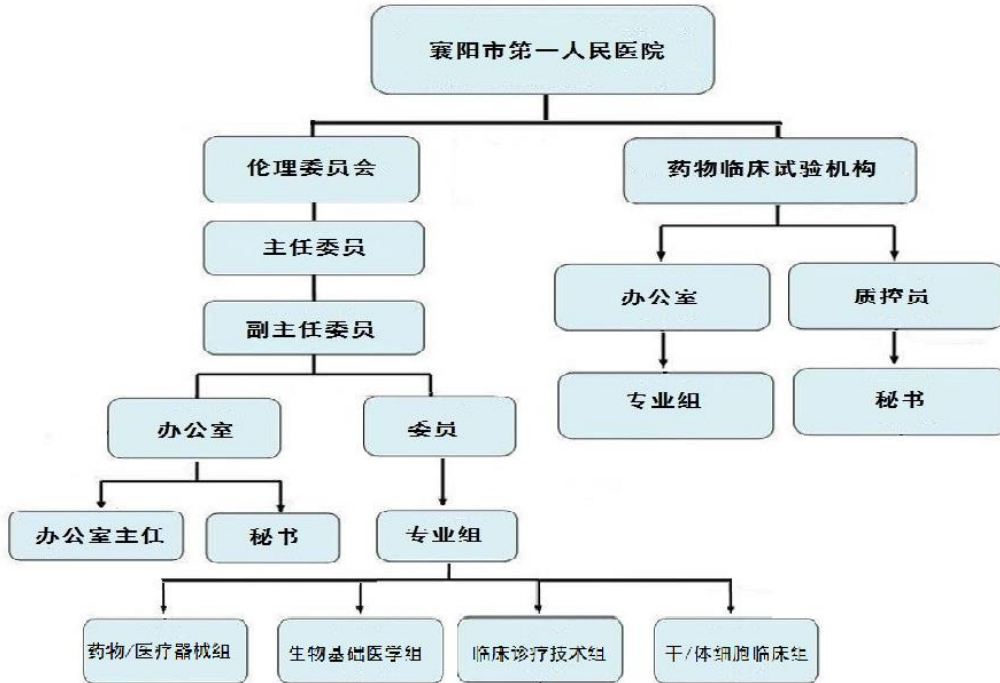 襄阳市第一人民医院
伦理委员会
药物临床试验机构
主任委员
办公室
质控员
副主任委员
专业组
秘书
办公室
委员
办公室主任
秘书
专业组
药物/医疗器械组
生物基础医学组
临床诊疗技术组
干/体细胞临床组